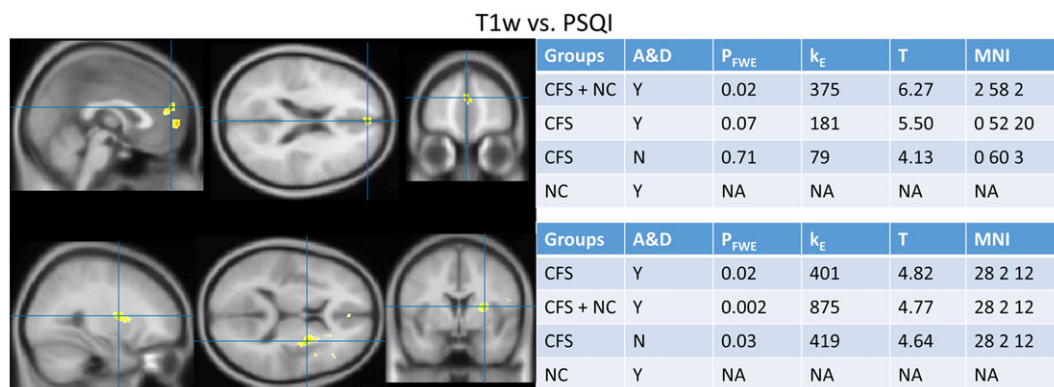 T1w vs. PSQI
Groups A&D PFWE kE T MNI
CFS + NC Y 0.02 375 6.27 2 58 2
CFS Y 0.07 181 5.50 0 52 20
CFS N 0.71 79 4.13 0 60 3
NC Y NA NA NA NA
Groups A&D PFWE kE T MNI
CFS Y 0.02 401 4.82 28 2 12
CFS + NC Y 0.002 875 4.77 28 2 12
CFS N 0.03 419 4.64 28 2 12
NC Y NA NA NA NA